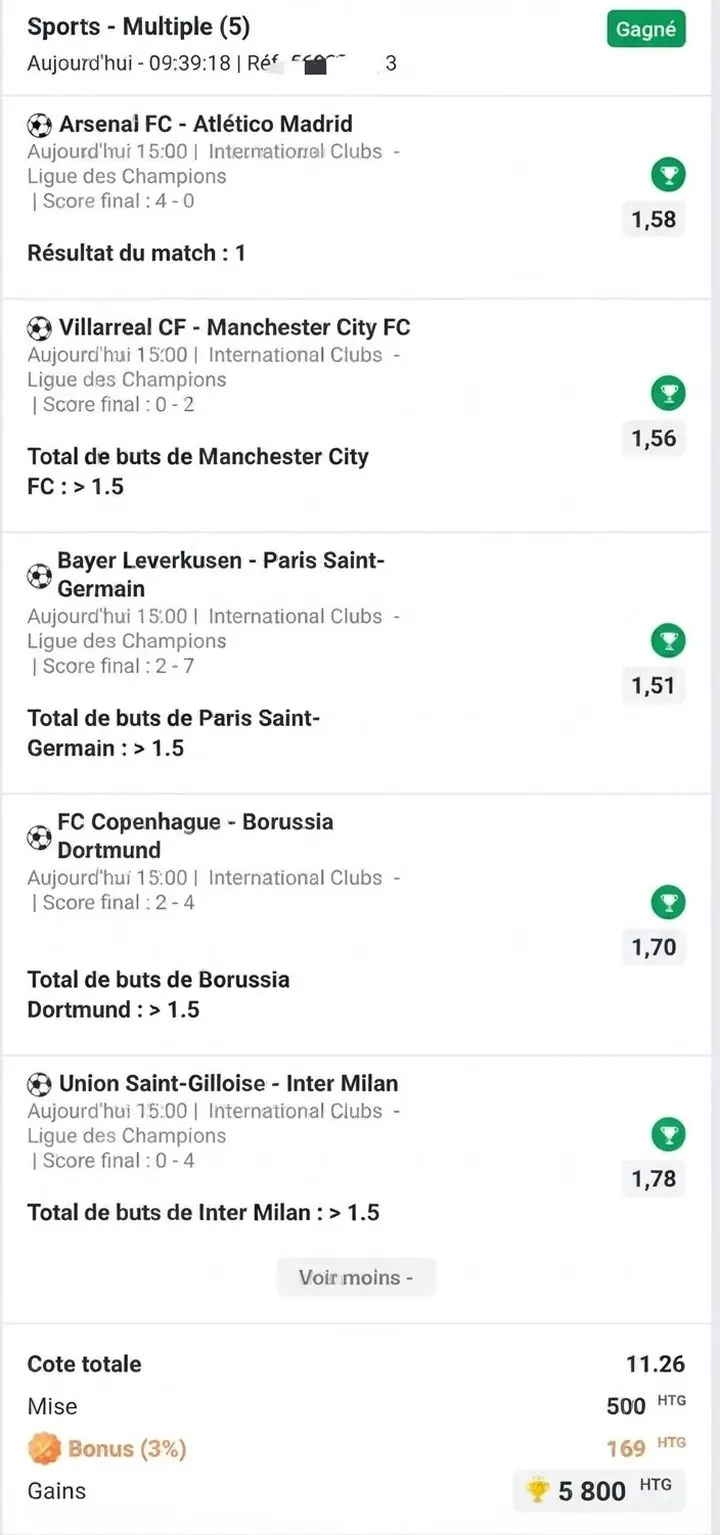 Sports - Multiple (5)
Gagné
Aujourd'hui - 09:39:18 | Réf. 3
Arsenal FC - Atlético Madrid
Aujourd'hui 15:00 | International Clubs -
Ligue des Champions
| Score final : 4 - 0
1,58
Résultat du match : 1
Villarreal CF - Manchester City FC
Aujourd'hui 15:00 | International Clubs -
Ligue des Champions
| Score final : 0 - 2
1,56
Total de buts de Manchester City
FC : > 1.5
Bayer Leverkusen - Paris Saint-
Germain
Aujourd'hui 15:00 | International Clubs -
Ligue des Champions
| Score final : 2 - 7
1,51
Total de buts de Paris Saint-
Germain : > 1.5
FC Copenhague - Borussia
Dortmund
Aujourd'hui 15:00 | International Clubs -
| Score final : 2 - 4
1,70
Total de buts de Borussia
Dortmund : > 1.5
Union Saint-Gilloise - Inter Milan
Aujourd'hui 15:00 | International Clubs -
Ligue des Champions
| Score final : 0 - 4
1,78
Total de buts de Inter Milan : > 1.5
Voir moins -
Cote totale 11.26
Mise 500 HTG
Bonus (3%) 169 HTG
Gains 5 800 HTG